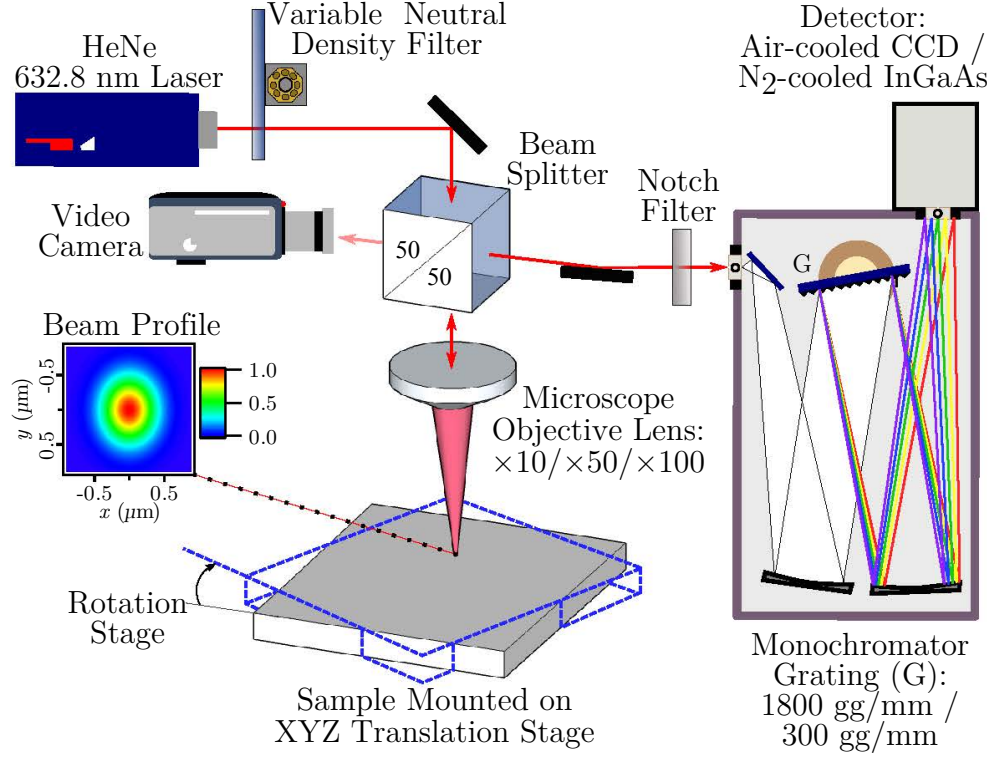 HeNe
632.8 nm Laser
Variable Neutral
Density Filter
Detector:
Air-cooled CCD /
N2-cooled InGaAs
Beam
Splitter
Notch
Filter
Video
Camera
50
50
G
Beam Profile
-0.5
0.5
y (µm)
-0.5 0.5
x (µm)
1.0
0.5
0.0
Microscope
Objective Lens:
×10/×50/×100
Rotation
Stage
Sample Mounted on
XYZ Translation Stage
Monochromator
Grating (G):
1800 gg/mm /
300 gg/mm